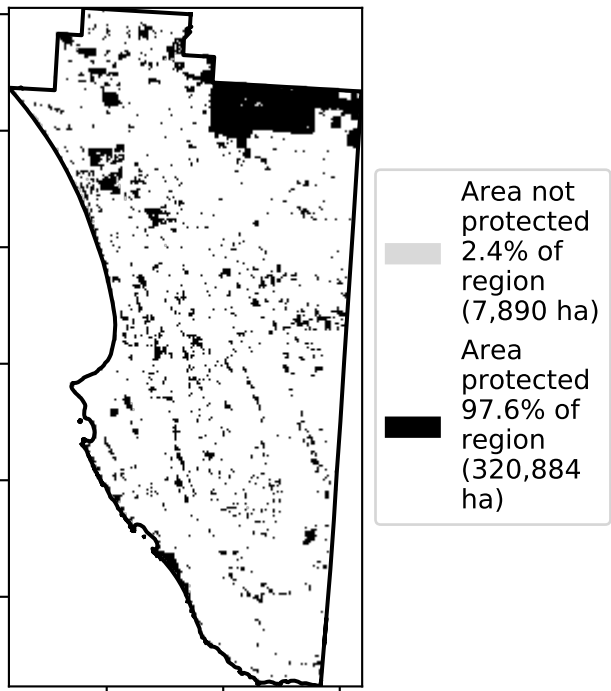 Area not
protected
2.4% of
region
(7,890 ha)
Area
protected
97.6% of
region
(320,884
ha)